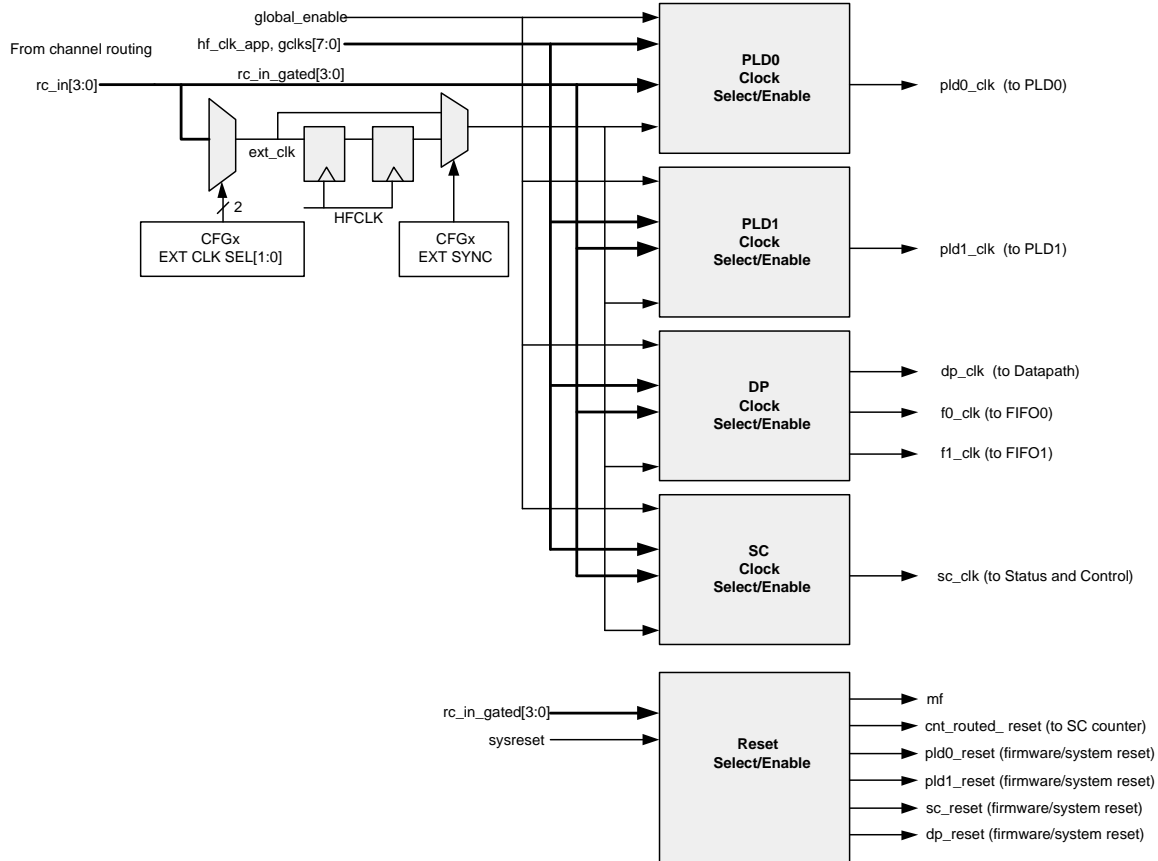 global_enable
hf_clk_app, gclks[7:0]
From channel routing
rc_in[3:0]
rc_in_gated[3:0]
ext_clk
2
HFCLK
CFGx
EXT CLK SEL[1:0]
CFGx
EXT SYNC
PLD0
Clock
Select/Enable
pld0_clk (to PLD0)
PLD1
Clock
Select/Enable
pld1_clk (to PLD1)
DP
Clock
Select/Enable
dp_clk (to Datapath)
f0_clk (to FIFO0)
f1_clk (to FIFO1)
SC
Clock
Select/Enable
sc_clk (to Status and Control)
rc_in_gated[3:0]
sysreset
Reset
Select/Enable
mf
cnt_routed_ reset (to SC counter)
pld0_reset (firmware/system reset)
pld1_reset (firmware/system reset)
sc_reset (firmware/system reset)
dp_reset (firmware/system reset)